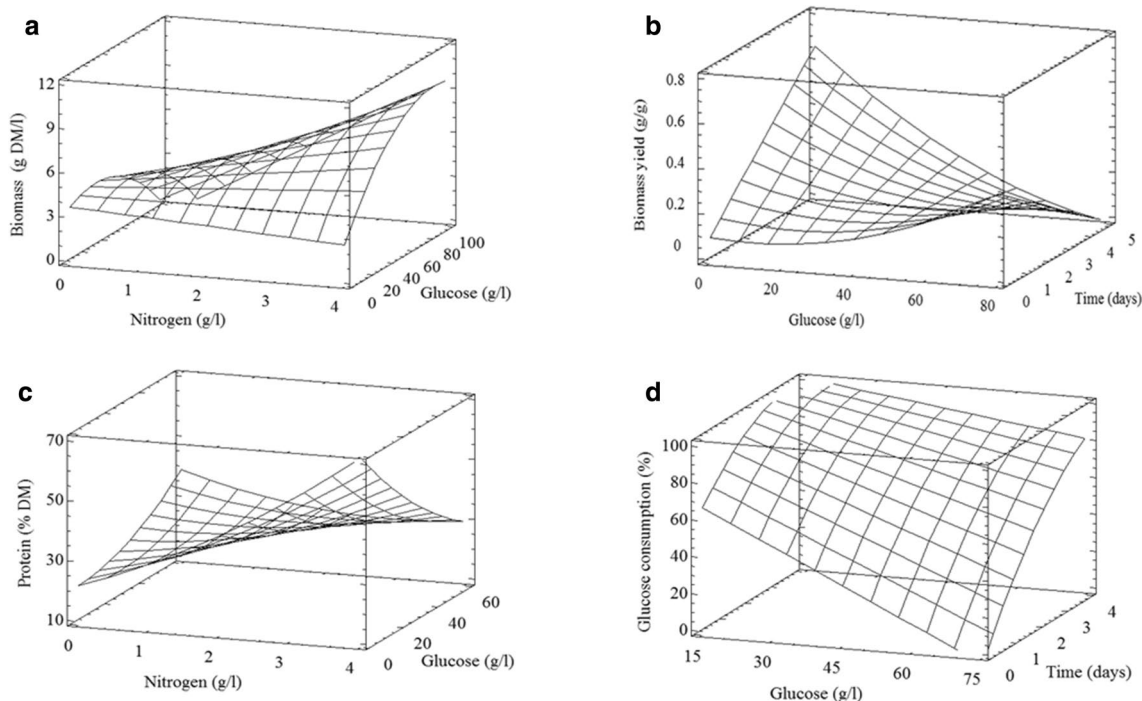 a
Biomass (g DM/l)
12
9
6
3
0
0 1 2 3 4
Nitrogen (g/l)
0 20 40 60 80 100
Glucose (g/l)
b
Biomass yield (g/g)
0.8
0.6
0.4
0.2
0
0 20 40 60 80
Glucose (g/l)
0 1 2 3 4 5
Time (days)
c
Protein (% DM)
70
50
30
10
0 1 2 3 4
Nitrogen (g/l)
0 20 40 60
Glucose (g/l)
d
Glucose consumption (%)
100
80
60
40
20
0
15 30 45 60 75
Glucose (g/l)
0 1 2 3 4
Time (days)